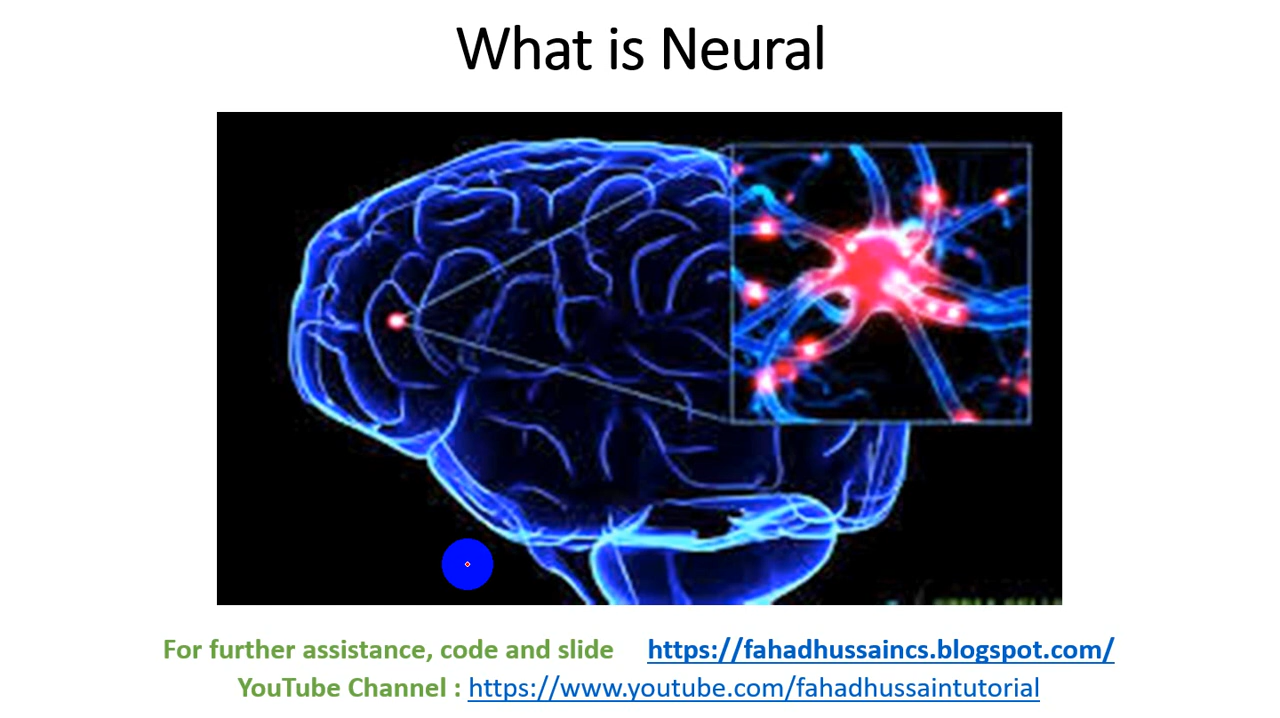 What is Neural
For further assistance, code and slide https://fahadhussaincs.blogspot.com/
YouTube Channel : https://www.youtube.com/fahadhussaintutorial